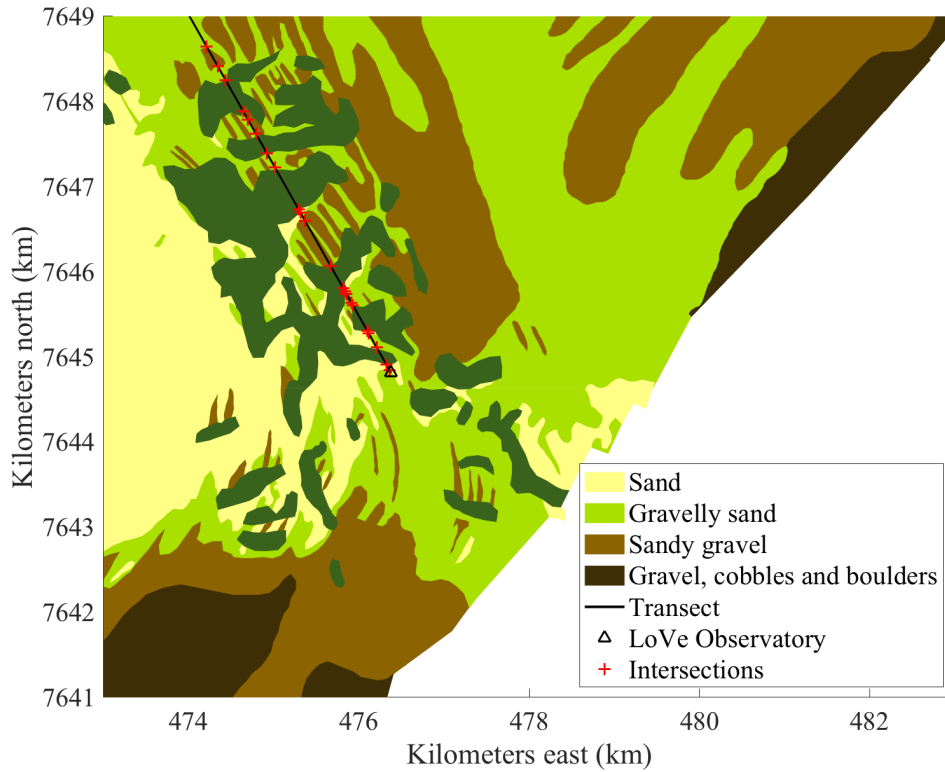 7649
7648
7647
7646
7645
7644
7643
7642
7641
Kilometers north (km)
474
476
478
480
482
Kilometers east (km)
Sand
Gravelly sand
Sandy gravel
Gravel, cobbles and boulders
Transect
LoVe Observatory
Intersections